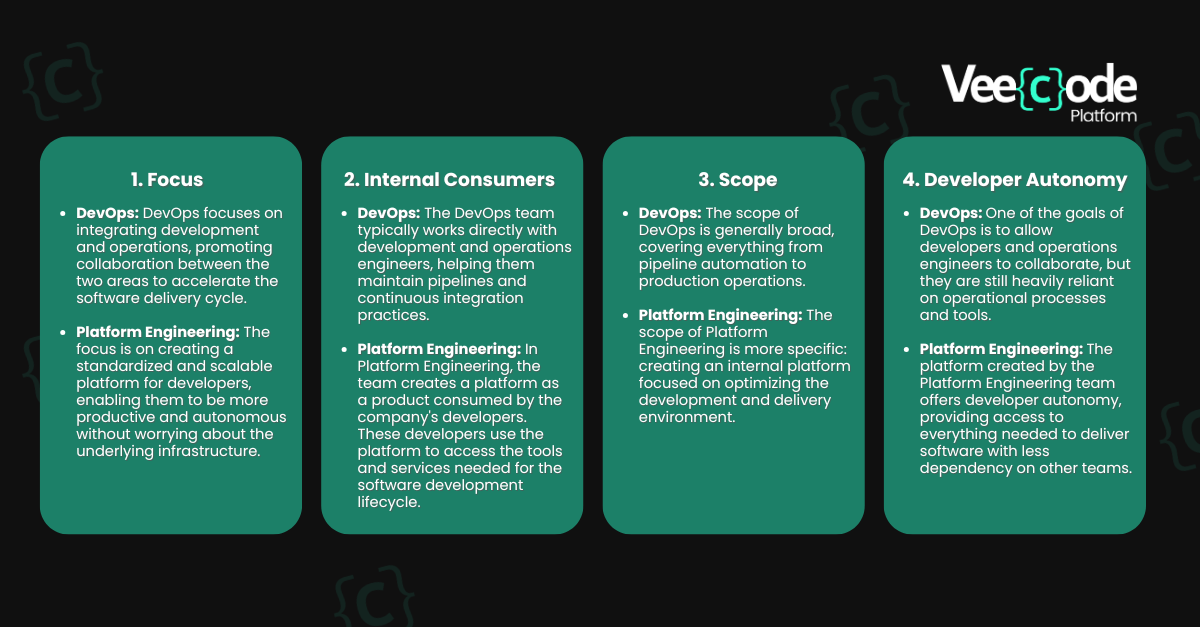 Vee{c}ode
Platform
1. Focus
• DevOps: DevOps focuses on
integrating development
and operations, promoting
collaboration between the
two areas to accelerate the
software delivery cycle.
• Platform Engineering: The
focus is on creating a
standardized and scalable
platform for developers,
enabling them to be more
productive and autonomous
without worrying about the
underlying infrastructure.
2. Internal Consumers
• DevOps: The DevOps team
typically works directly with
development and operations
engineers, helping them
maintain pipelines and
continuous integration
practices.
• Platform Engineering: In
Platform Engineering, the
team creates a platform as
a product consumed by the
company's developers.
These developers use the
platform to access the tools
and services needed for the
software development
lifecycle.
3. Scope
• DevOps: The scope of
DevOps is generally broad,
covering everything from
pipeline automation to
production operations.
• Platform Engineering: The
scope of Platform
Engineering is more specific:
creating an internal platform
focused on optimizing the
development and delivery
environment.
4. Developer Autonomy
• DevOps: One of the goals of
DevOps is to allow
developers and operations
engineers to collaborate, but
they are still heavily reliant
on operational processes
and tools.
• Platform Engineering: The
platform created by the
Platform Engineering team
offers developer autonomy,
providing access to
everything needed to deliver
software with less
dependency on other teams.
{c}
{c}
{c}
{c}